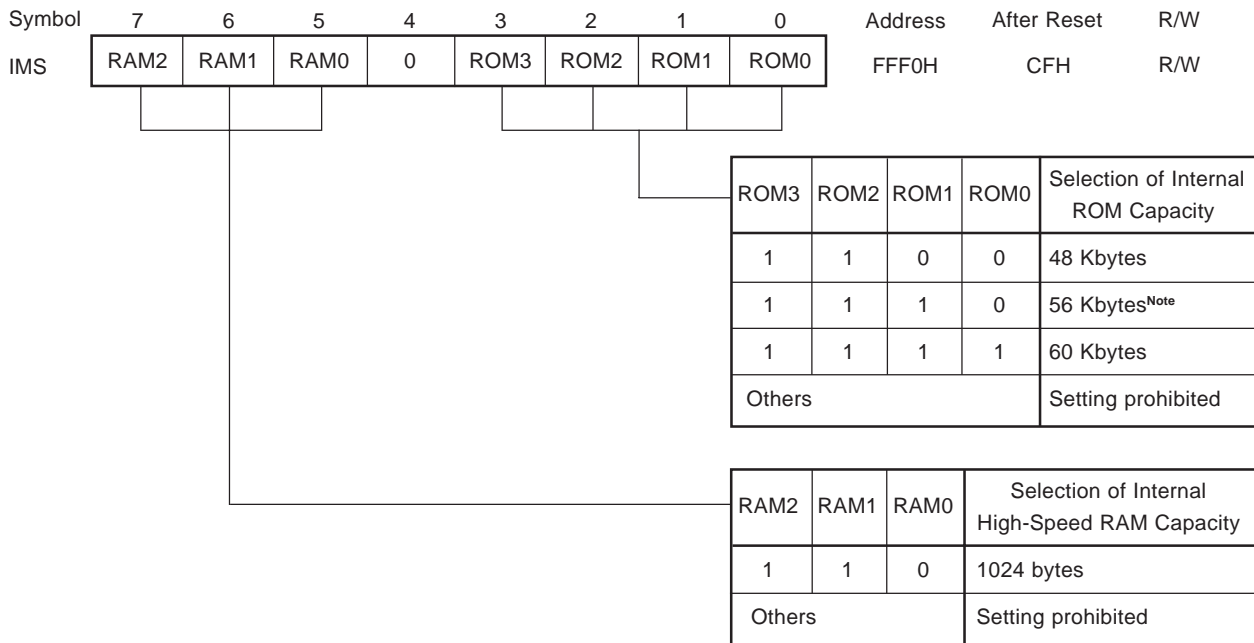 Symbol 7 6 5 4 3 2 1 0 Address After Reset R/W
IMS RAM2 RAM1 RAM0 0 ROM3 ROM2 ROM1 ROM0 FFF0H CFH R/W
ROM3 ROM2 ROM1 ROM0 Selection of Internal
ROM Capacity
1 1 0 0 48 Kbytes
1 1 1 0 56 KbytesNote
1 1 1 1 60 Kbytes
Others Setting prohibited
RAM2 RAM1 RAM0 Selection of Internal
High-Speed RAM Capacity
1 1 0 1024 bytes
Others Setting prohibited